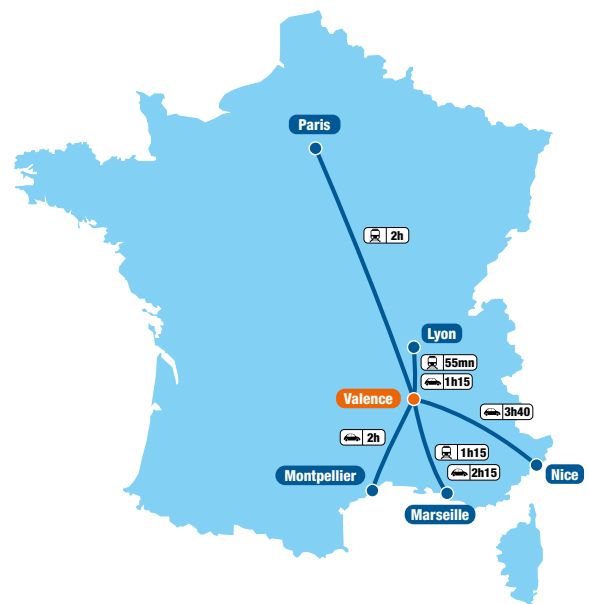 Paris
2h
Lyon
55mn
1h15
Valence
3h40
2h
1h15
2h15
Montpellier
Nice
Marseille